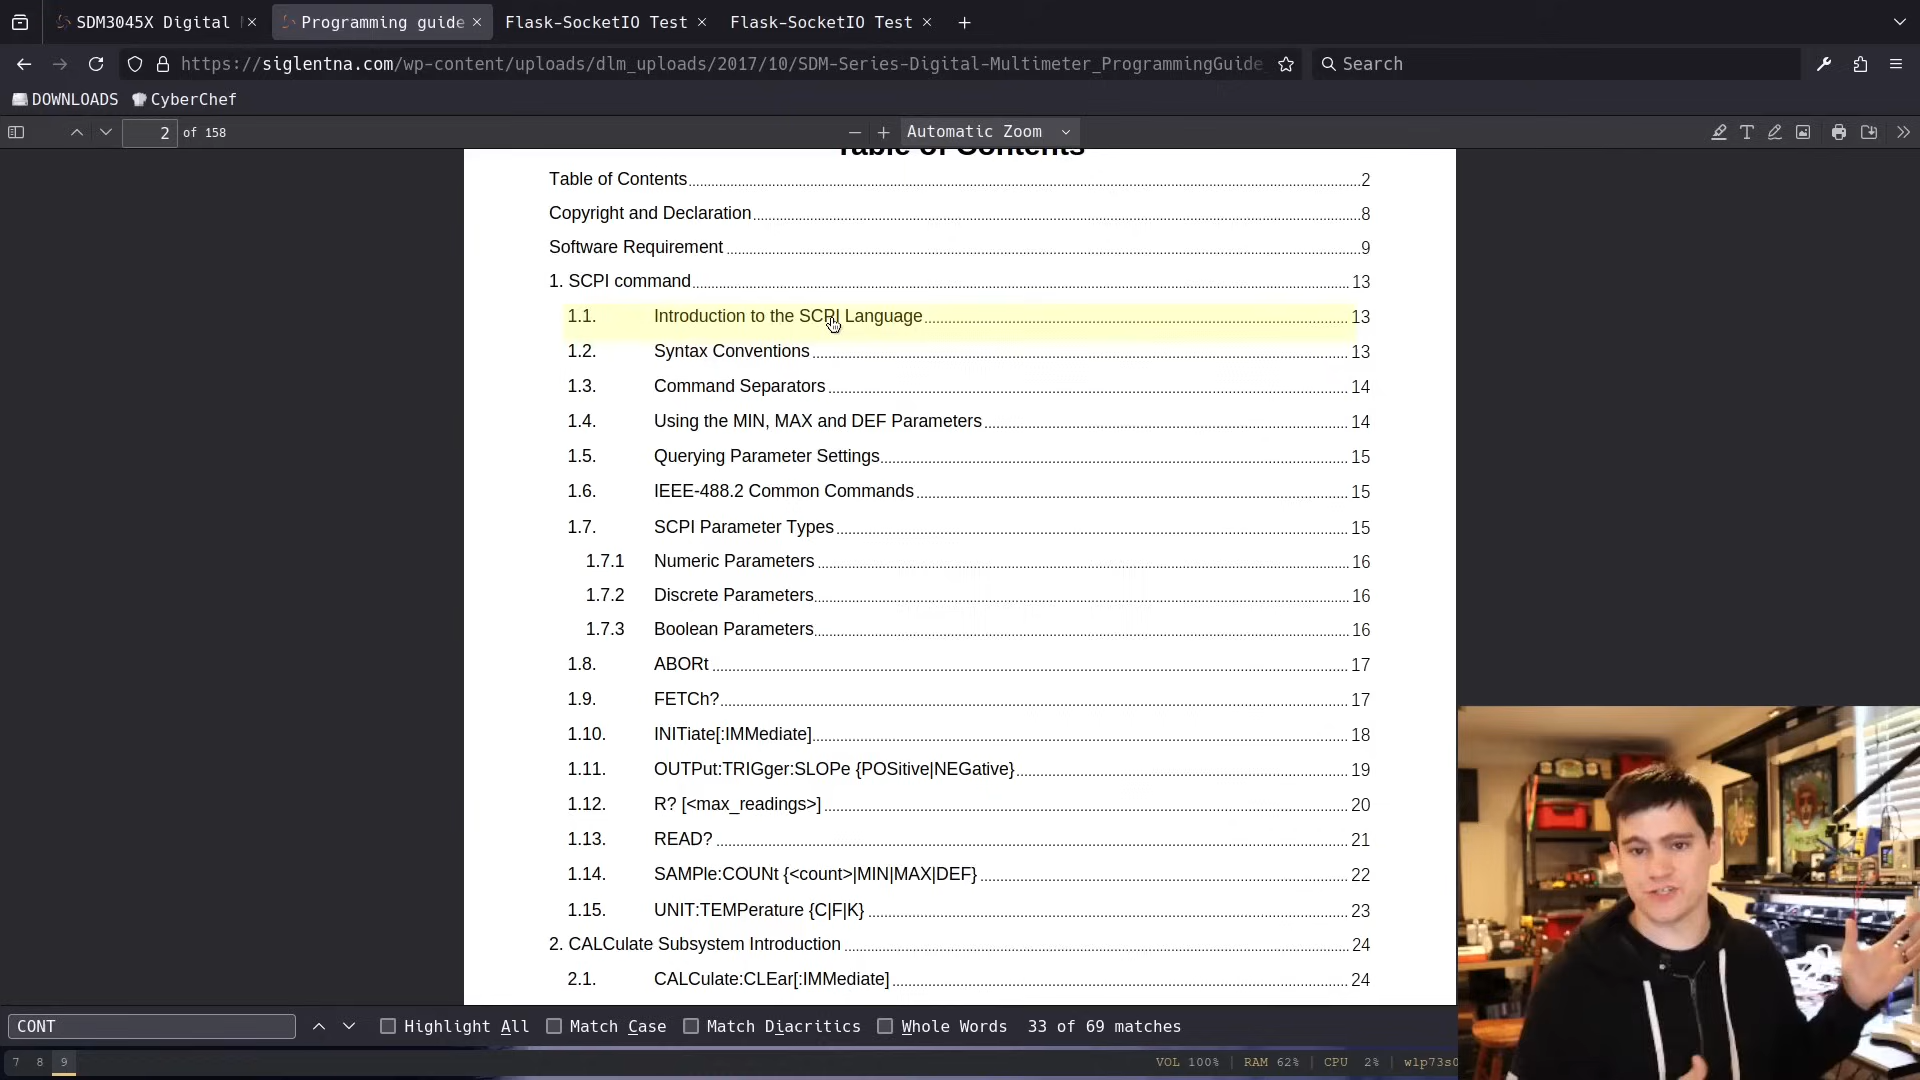 SDM3045X Digital
Programming guide
Flask-SocketIO Test
Flask-SocketIO Test
https://siglentna.com/wp-content/uploads/dlm_uploads/2017/10/SDM-Series-Digital-Multimeter_ProgrammingGuide
Search
DOWNLOADS
CyberChef
2 of 158
Automatic Zoom
Table of Contents
Table of Contents 2
Copyright and Declaration 8
Software Requirement 9
1. SCPI command 13
1.1. Introduction to the SCPI Language 13
1.2. Syntax Conventions 13
1.3. Command Separators 14
1.4. Using the MIN, MAX and DEF Parameters 14
1.5. Querying Parameter Settings 15
1.6. IEEE-488.2 Common Commands 15
1.7. SCPI Parameter Types 15
1.7.1 Numeric Parameters 16
1.7.2 Discrete Parameters 16
1.7.3 Boolean Parameters 16
1.8. ABORt 17
1.9. FETCh? 17
1.10. INITiate[:IMMediate] 18
1.11. OUTPut:TRIGger:SLOPe {POSitive|NEGative} 19
1.12. R? [<max_readings>] 20
1.13. READ? 21
1.14. SAMPle:COUNt {<count>|MIN|MAX|DEF} 22
1.15. UNIT:TEMPerature {C|F|K} 23
2. CALCulate Subsystem Introduction 24
2.1. CALCulate:CLEar[:IMMediate] 24
CONT
Highlight All
Match Case
Match Diacritics
Whole Words
33 of 69 matches
7 8 9
VOL 100% | RAM 62% | CPU 2% | wlp73s0